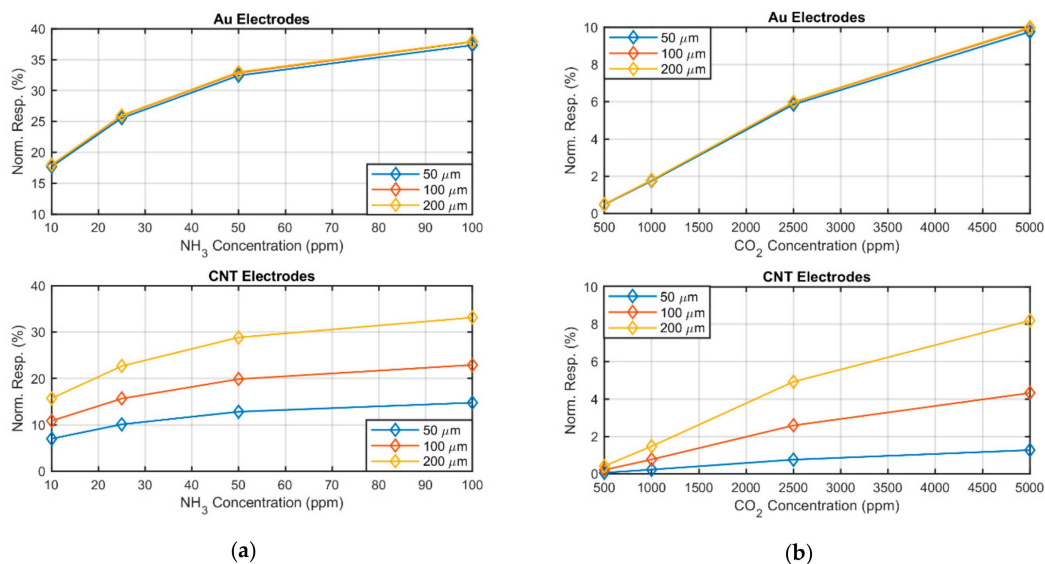 Au Electrodes
40
35
30
25
20
15
10
Norm. Resp. (%)
50 μm
100 μm
200 μm
10 20 30 40 50 60 70 80 90 100
NH3 Concentration (ppm)
CNT Electrodes
40
30
20
10
0
Norm. Resp. (%)
50 μm
100 μm
200 μm
10 20 30 40 50 60 70 80 90 100
NH3 Concentration (ppm)
(a)
Au Electrodes
10
8
6
4
2
0
Norm. Resp. (%)
50 μm
100 μm
200 μm
500 1000 1500 2000 2500 3000 3500 4000 4500 5000
CO2 Concentration (ppm)
CNT Electrodes
10
8
6
4
2
0
Norm. Resp. (%)
50 μm
100 μm
200 μm
500 1000 1500 2000 2500 3000 3500 4000 4500 5000
CO2 Concentration (ppm)
(b)